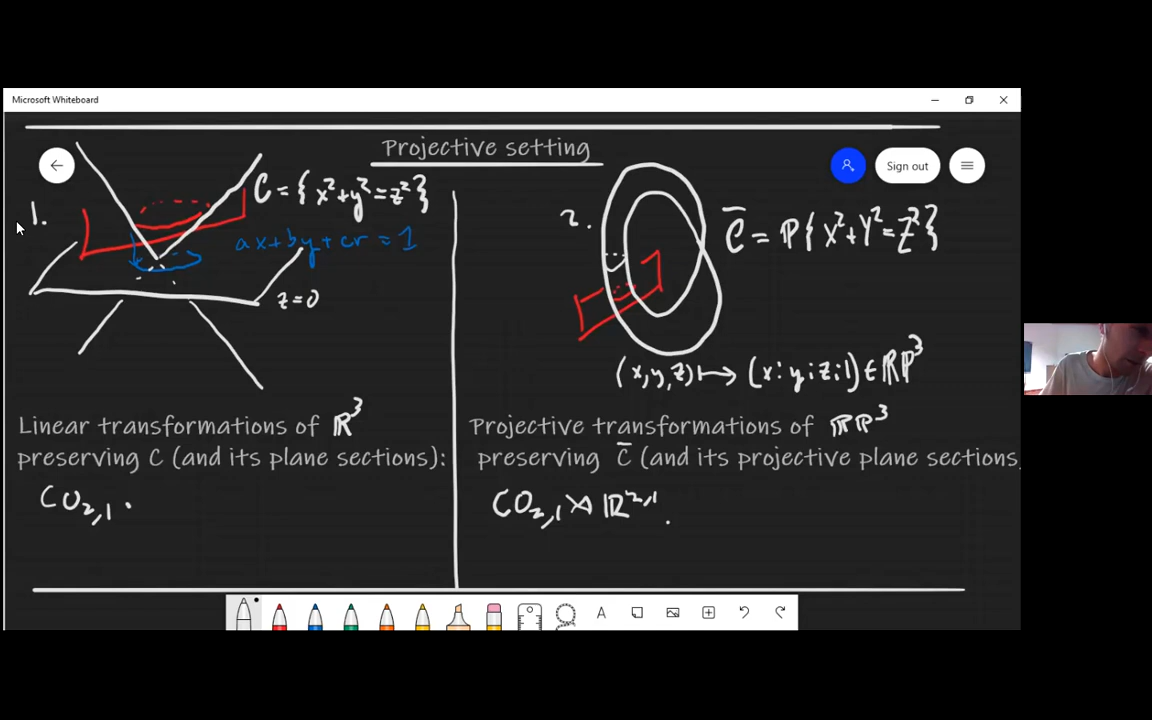 Microsoft Whiteboard
Projective setting
Sign out
1.
C = { x² + y² = z² }
ax + by + cr = 1
z = 0
Linear transformations of ℝ³
preserving C (and its plane sections):
CO₂,₁ .
2.
C̅ = ℙ{ X² + Y² = Z² }
(x, y, z) ↦ (x : y : z : 1) ∈ ℝℙ³
Projective transformations of ℝℙ³
preserving C̅ (and its projective plane sections
CO₂,₁ ⋊ ℝ²,¹ .
A